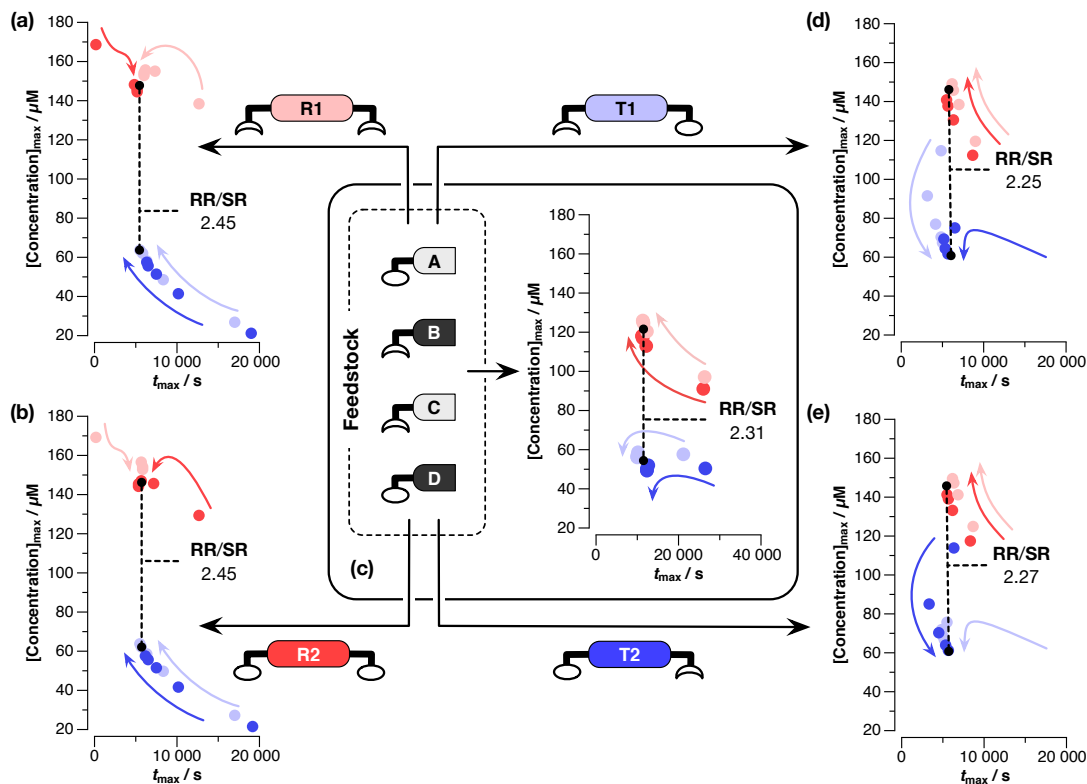 (a)
180
160
140
120
100
80
60
40
20
[Concentration]max / µM
0
10 000
20 000
tmax / s
RR/SR
2.45
R1
T1
(d)
180
160
140
120
100
80
60
40
20
[Concentration]max / µM
0
10 000
20 000
tmax / s
RR/SR
2.25
Feedstock
A
B
C
D
(c)
180
160
140
120
100
80
60
40
20
[Concentration]max / µM
0
20 000
40 000
tmax / s
RR/SR
2.31
(b)
180
160
140
120
100
80
60
40
20
[Concentration]max / µM
0
10 000
20 000
tmax / s
RR/SR
2.45
R2
T2
(e)
180
160
140
120
100
80
60
40
20
[Concentration]max / µM
0
10 000
20 000
tmax / s
RR/SR
2.27